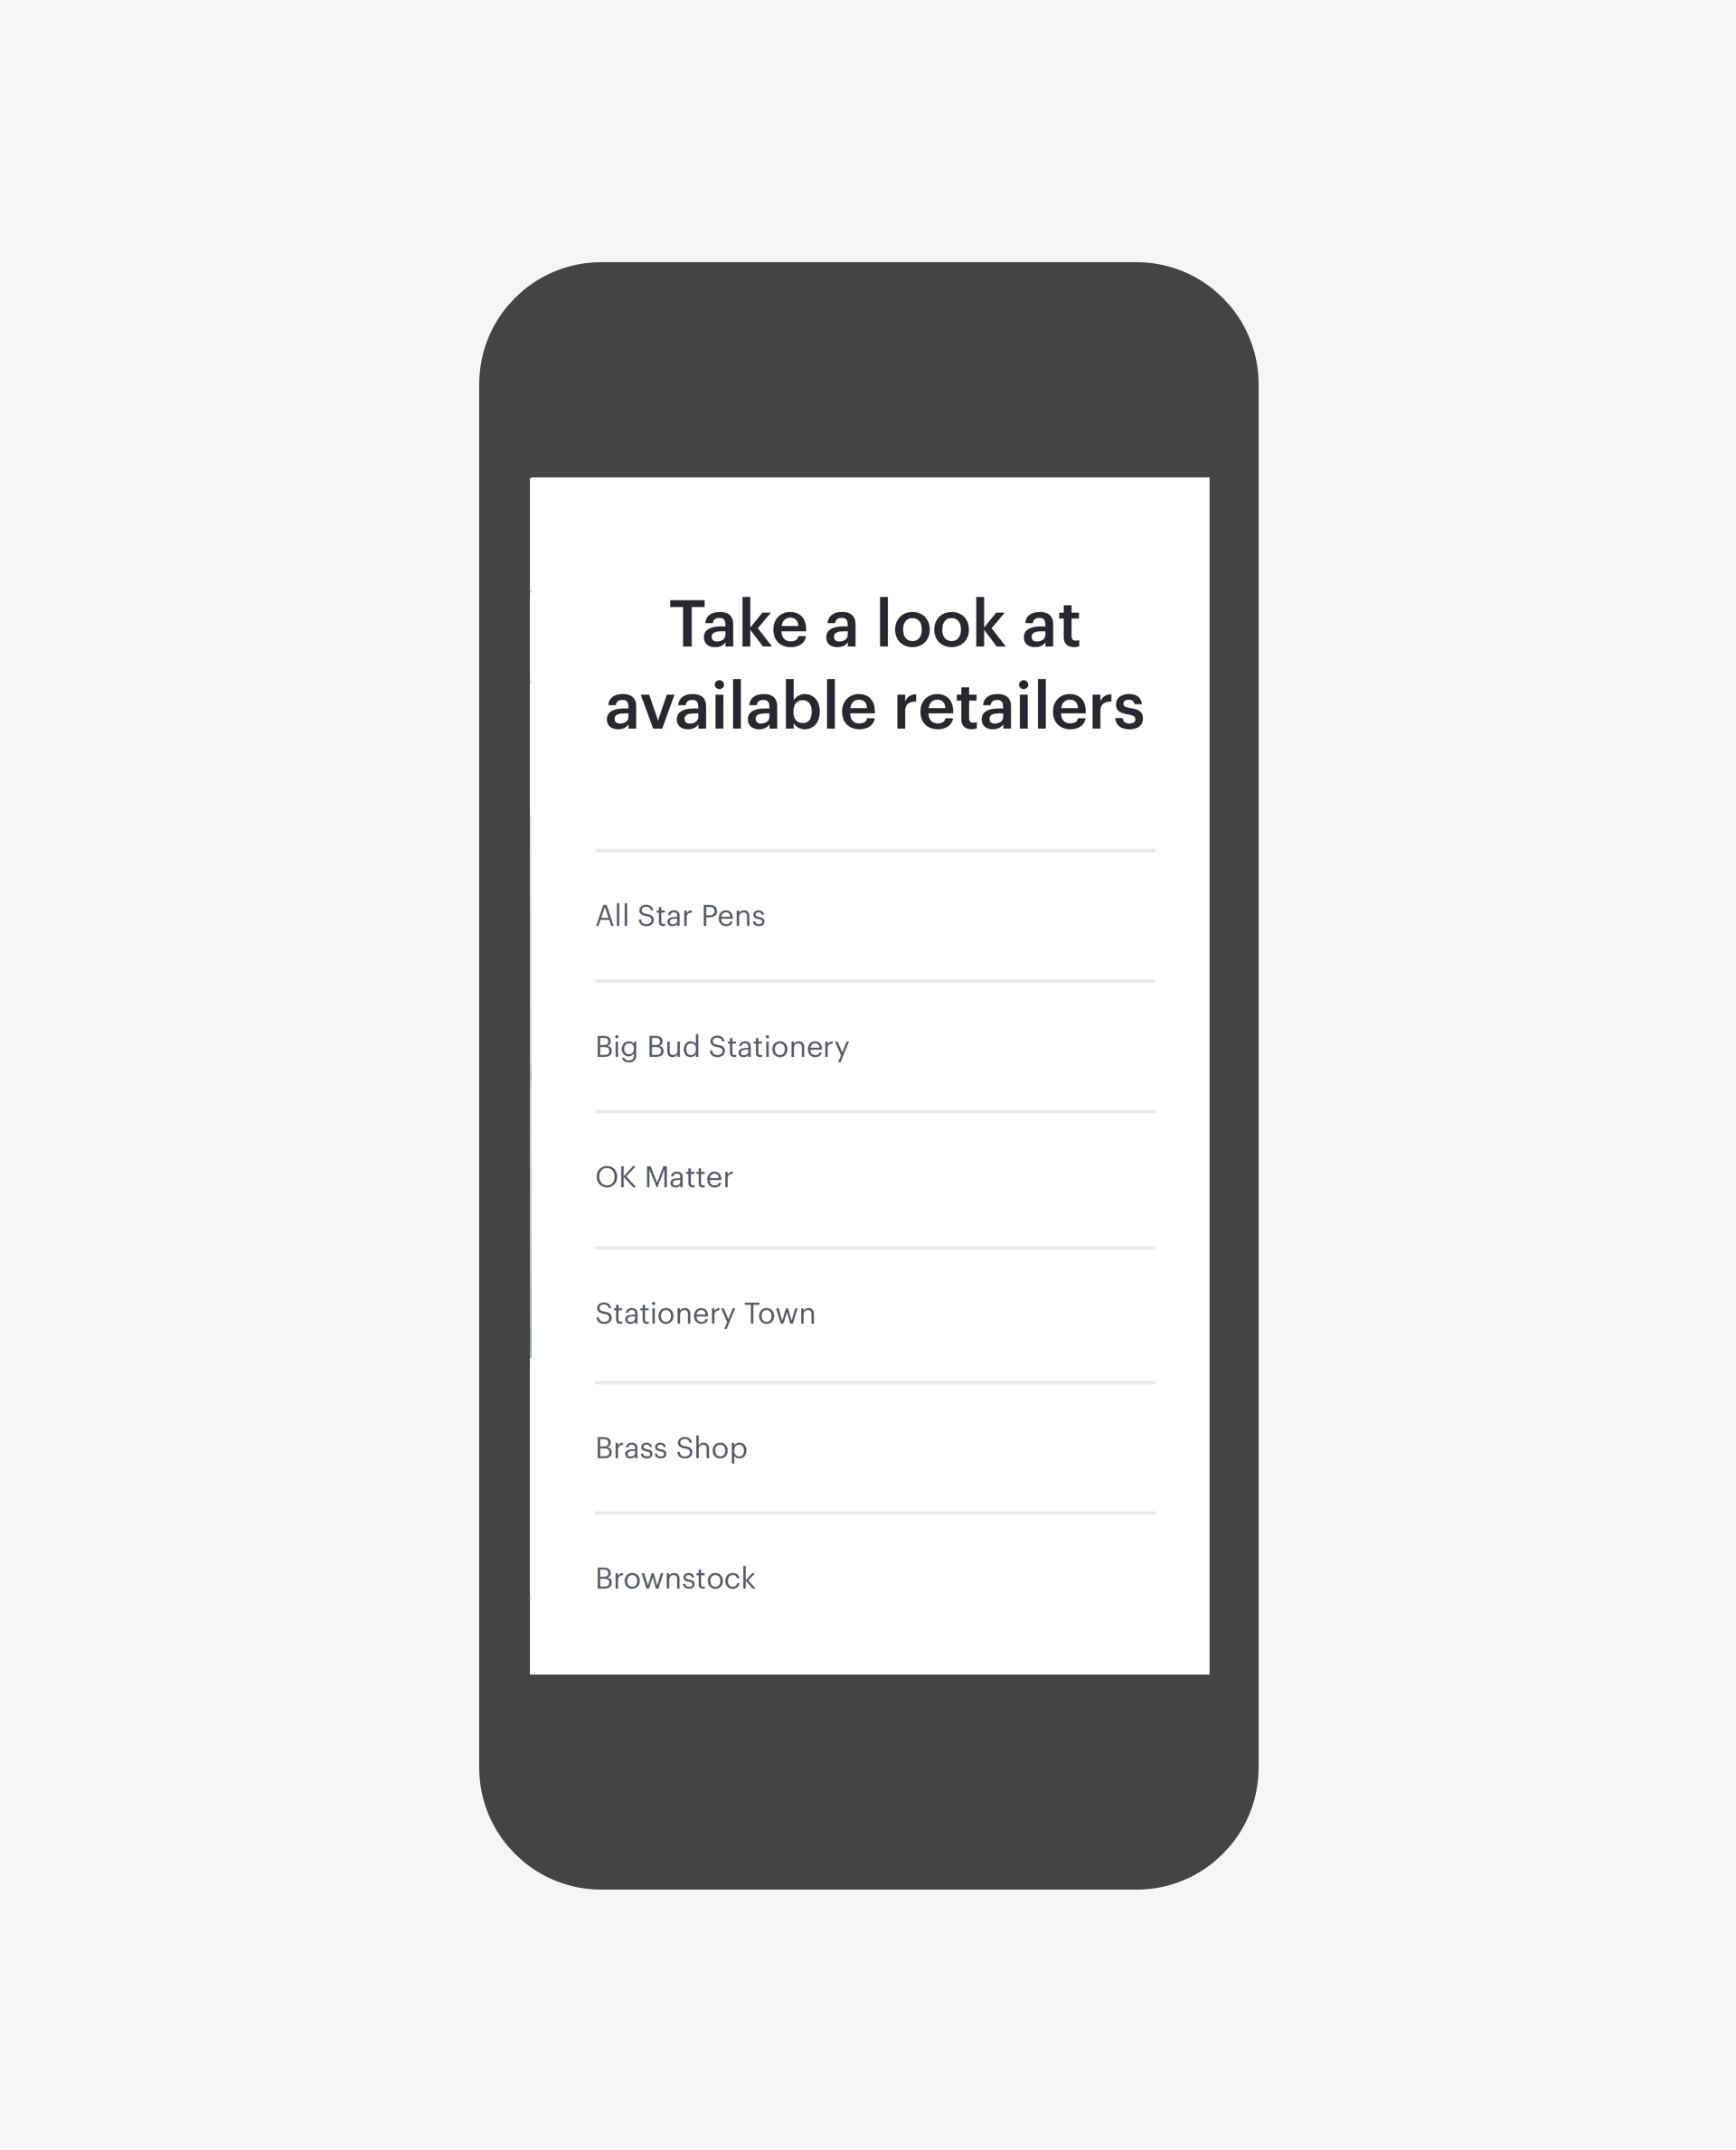 Take a look at
available retailers
All Star Pens
Big Bud Stationery
OK Matter
Stationery Town
Brass Shop
Brownstock